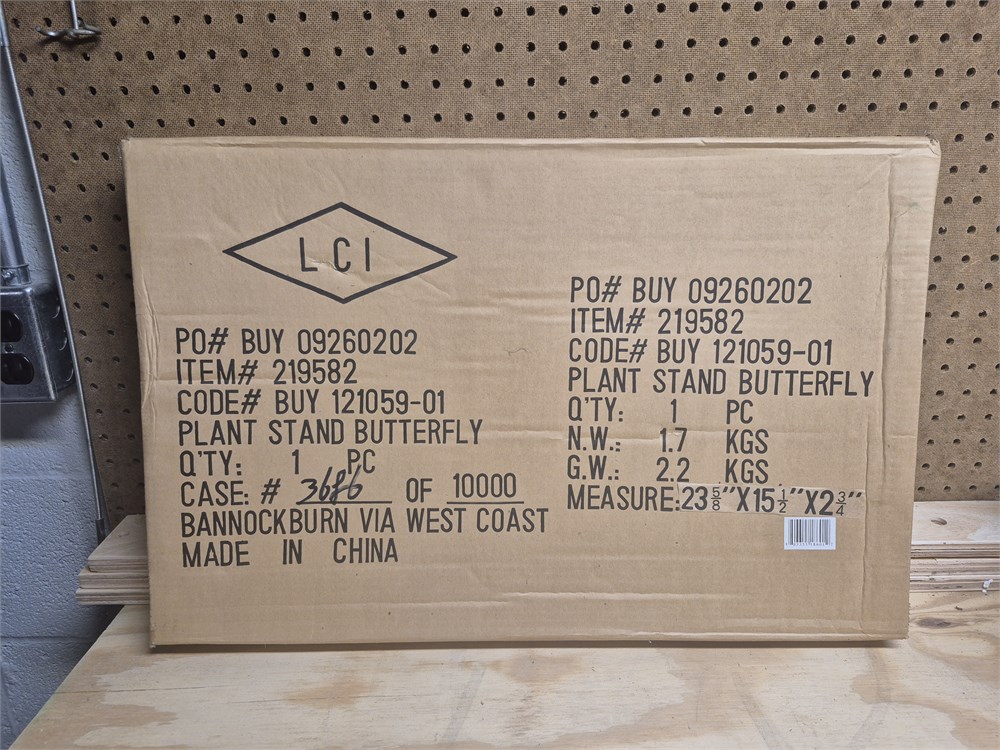 LCI
PO# BUY 09260202
ITEM# 219582
CODE# BUY 121059-01
PLANT STAND BUTTERFLY
Q'TY: 1 PC
CASE: # 3686 OF 10000
BANNOCKBURN VIA WEST COAST
MADE IN CHINA
PO# BUY 09260202
ITEM# 219582
CODE# BUY 121059-01
PLANT STAND BUTTERFLY
Q'TY: 1 PC
N.W.: 1.7 KGS
G.W.: 2.2 KGS
MEASURE:23 5/8"X15 1/2"X2 3/4"